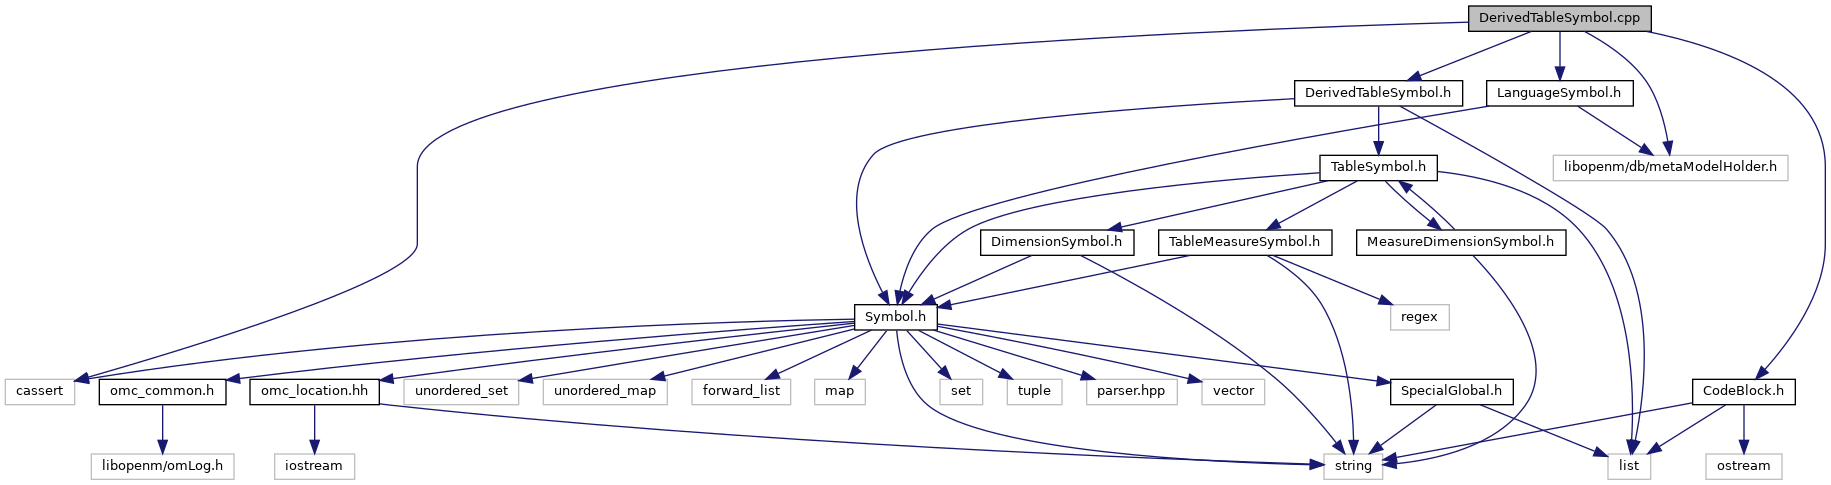 DerivedTableSymbol.cpp
DerivedTableSymbol.h
LanguageSymbol.h
TableSymbol.h
libopenm/db/metaModelHolder.h
DimensionSymbol.h
TableMeasureSymbol.h
MeasureDimensionSymbol.h
Symbol.h
regex
cassert
omc_common.h
omc_location.hh
unordered_set
unordered_map
forward_list
map
set
tuple
parser.hpp
vector
SpecialGlobal.h
CodeBlock.h
libopenm/omLog.h
iostream
string
list
ostream